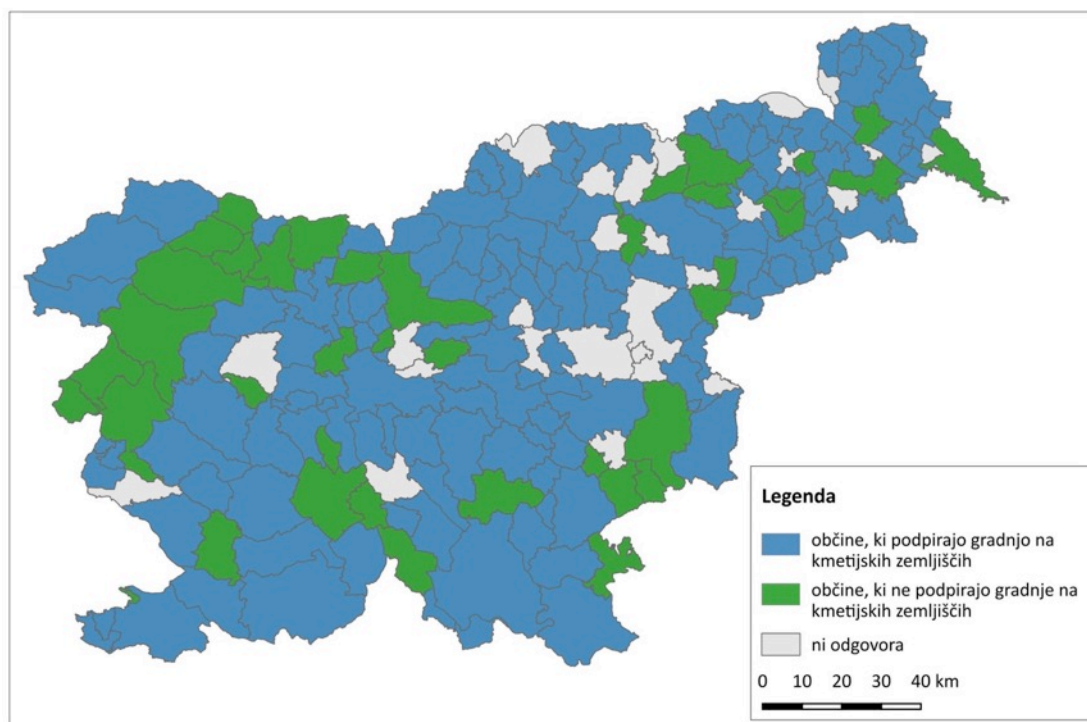 Legenda
občine, ki podpirajo gradnjo na
kmetijskih zemljiščih
občine, ki ne podpirajo gradnje na
kmetijskih zemljiščih
ni odgovora
0 10 20 30 40 km